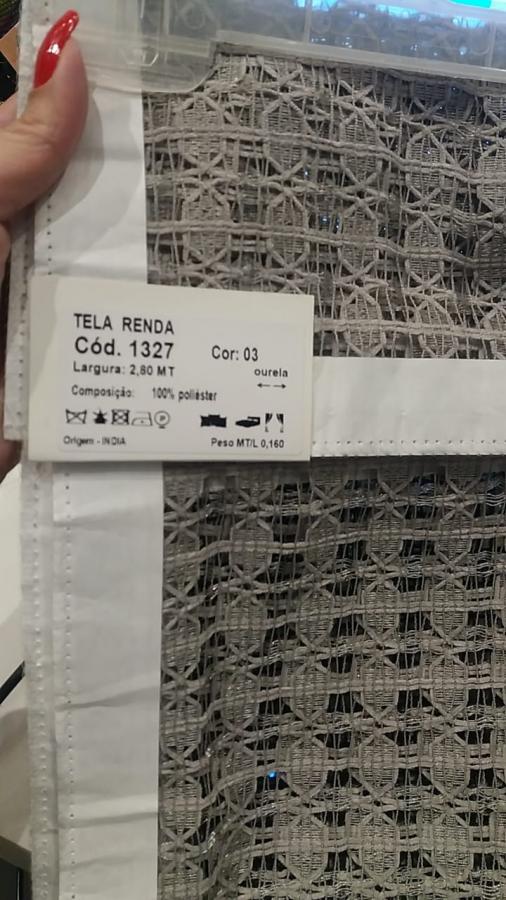 TELA RENDA
Cód. 1327 Cor: 03
Largura: 2,80 MT ourela
Composição: 100% poliéster
Origem - INDIA Peso MT/L 0,160